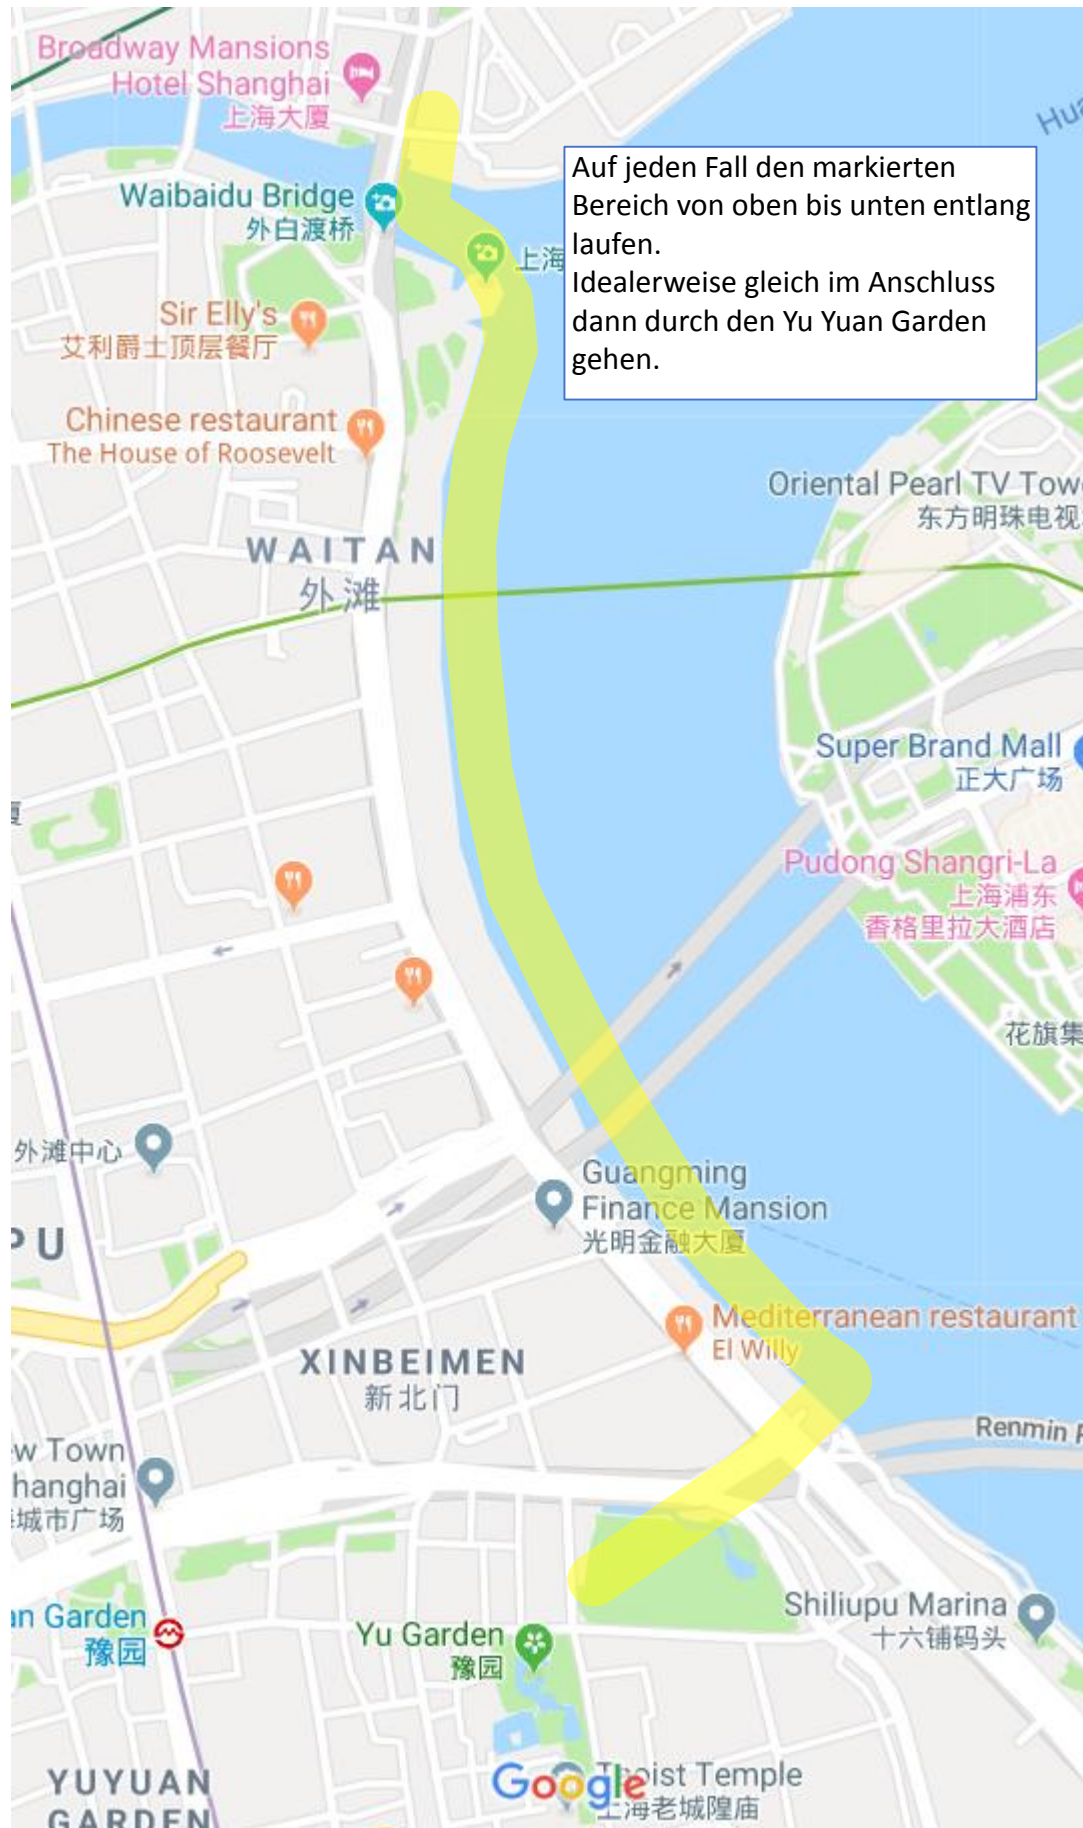 Broadway Mansions
Hotel Shanghai
上海大厦
Auf jeden Fall den markierten
Bereich von oben bis unten entlang
laufen.
Idealerweise gleich im Anschluss
dann durch den Yu Yuan Garden
gehen.
Waibaidu Bridge
外白渡桥
上海
Sir Elly's
艾利爵士顶层餐厅
Chinese restaurant
The House of Roosevelt
Oriental Pearl TV
东方明珠电视
WAITAN
外滩
Super Brand Mall
正大广场
Pudong Shangri-La
上海浦东
香格里拉大酒店
花旗集
外滩中心
Guangming
Finance Mansion
光明金融大厦
PU
Mediterranean restaurant
El Willy
XINBEIMEN
新北门
Renmin
Town
城市广场
Shiliupu Marina
十六铺码头
Garden
豫园
Yu Garden
豫园
YUYUAN
GARDEN
Google
Temple
上海老城隍庙